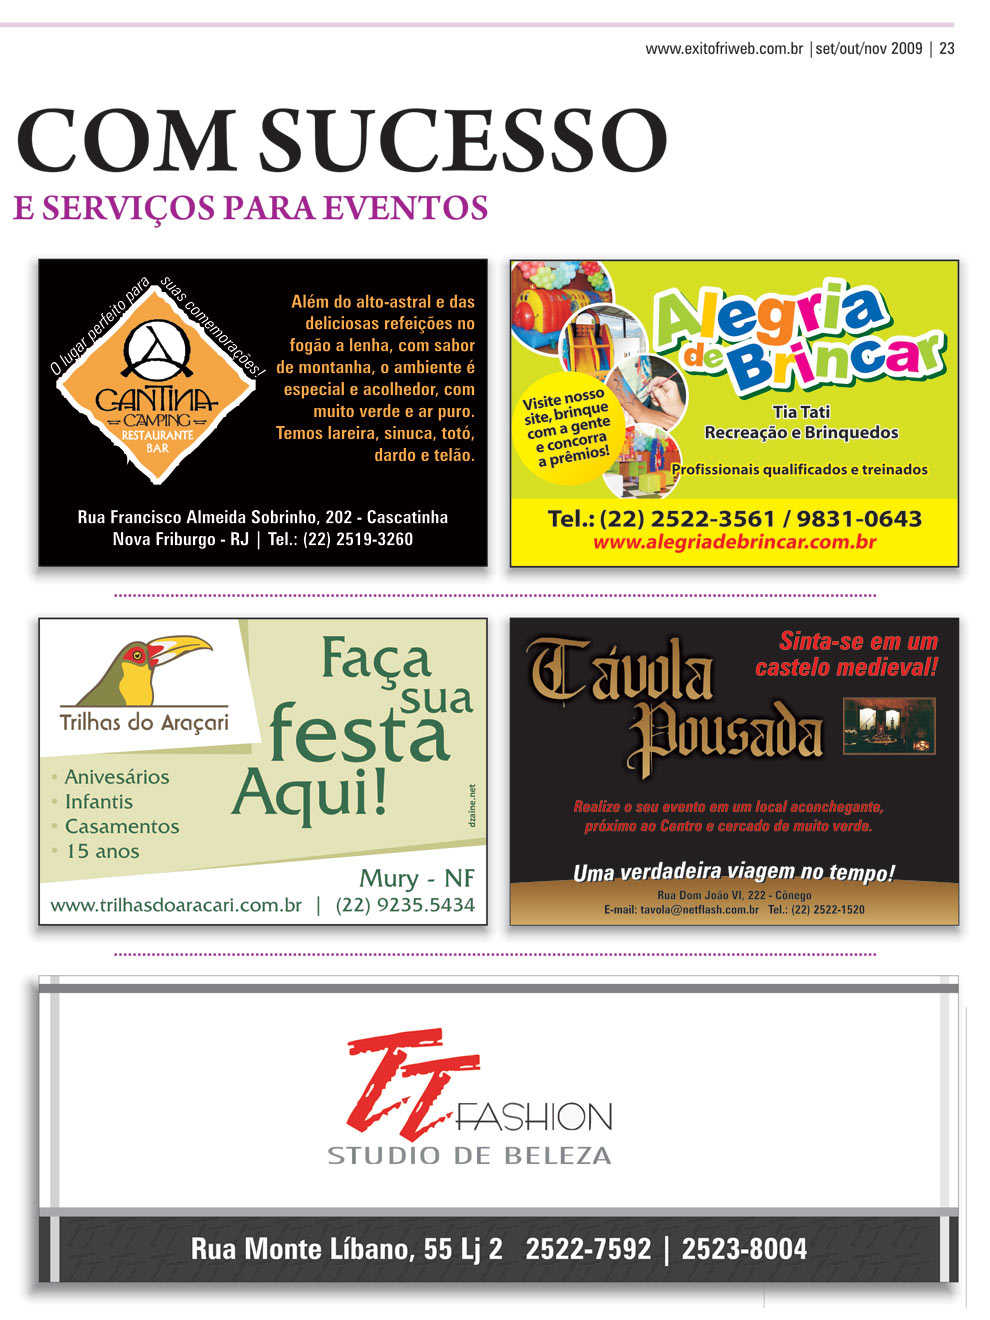 www.exitofriweb.com.br | set/out/nov 2009 | 23
COM SUCESSO
E SERVIÇOS PARA EVENTOS
O lugar perfeito para suas comemorações!
CANTINA
CAMPING
RESTAURANTE
BAR
Além do alto-astral e das
deliciosas refeições no
fogão a lenha, com sabor
de montanha, o ambiente é
especial e acolhedor, com
muito verde e ar puro.
Temos lareira, sinuca, totó,
dardo e telão.
Rua Francisco Almeida Sobrinho, 202 - Cascatinha
Nova Friburgo - RJ | Tel.: (22) 2519-3260
Alegria
de Brincar
Visite nosso
site, brinque
com a gente
e concorra
a prêmios!
Tia Tati
Recreação e Brinquedos
Profissionais qualificados e treinados
Tel.: (22) 2522-3561 / 9831-0643
www.alegriadebrincar.com.br
Trilhas do Araçari
Faça
sua
festa
Aqui!
• Anivesários
• Infantis
• Casamentos
• 15 anos
dzaine.net
Mury - NF
www.trilhasdoaracari.com.br | (22) 9235.5434
Távola
Pousada
Sinta-se em um
castelo medieval!
Realize o seu evento em um local aconchegante,
próximo ao Centro e cercado de muito verde.
Uma verdadeira viagem no tempo!
Rua Dom João VI, 222 - Cônego
E-mail: tavola@netflash.com.br Tel.: (22) 2522-1520
TT FASHION
STUDIO DE BELEZA
Rua Monte Líbano, 55 Lj 2 2522-7592 | 2523-8004